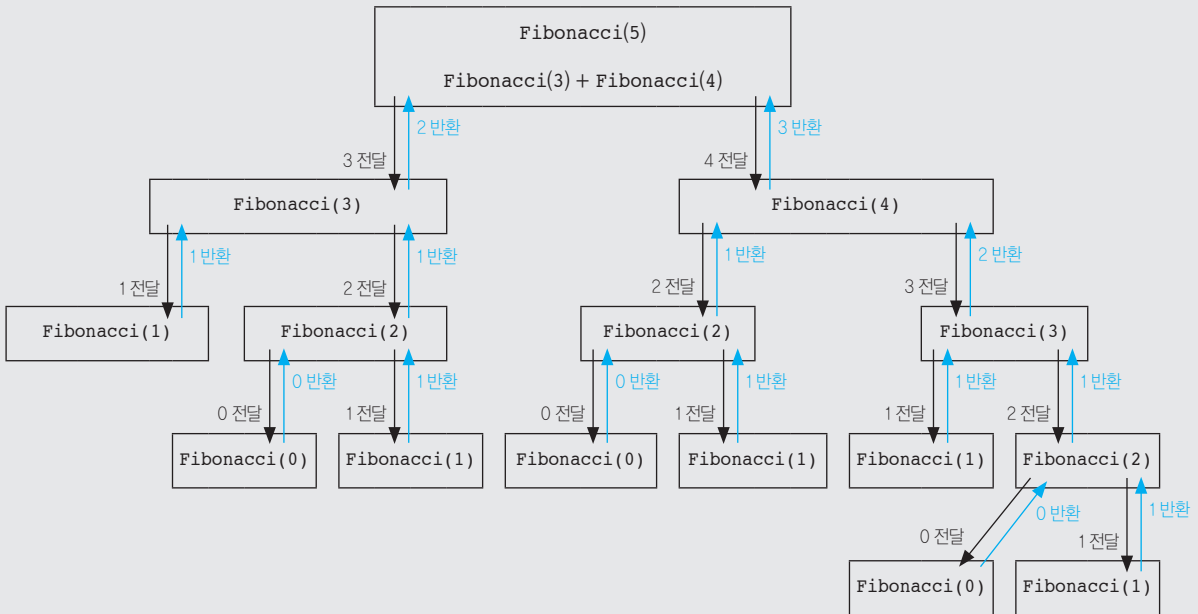 Fibonacci(5)
Fibonacci(3) + Fibonacci(4)
2 반환
3 반환
3 전달
4 전달
Fibonacci(3)
Fibonacci(4)
1 반환
1 반환
1 반환
2 반환
1 전달
2 전달
2 전달
3 전달
Fibonacci(1)
Fibonacci(2)
Fibonacci(2)
Fibonacci(3)
0 반환
1 반환
0 반환
1 반환
1 반환
1 반환
0 전달
1 전달
0 전달
1 전달
1 전달
2 전달
Fibonacci(0)
Fibonacci(1)
Fibonacci(0)
Fibonacci(1)
Fibonacci(1)
Fibonacci(2)
0 반환
1 반환
0 전달
1 전달
Fibonacci(0)
Fibonacci(1)